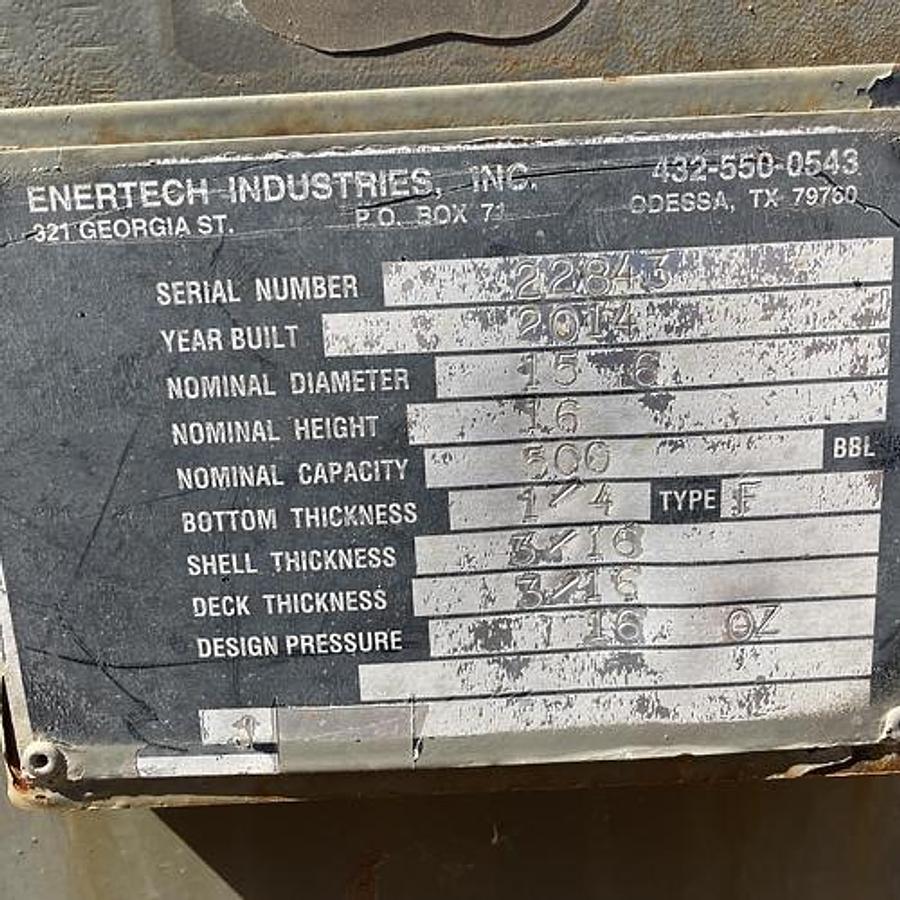 ENERTECH INDUSTRIES, INC. 432-550-0543
321 GEORGIA ST. P.O. BOX 71 ODESSA, TX 79760
SERIAL NUMBER 22843
YEAR BUILT 2014
NOMINAL DIAMETER 15 6
NOMINAL HEIGHT 16
NOMINAL CAPACITY 500 BBL
BOTTOM THICKNESS 1/4 TYPE F
SHELL THICKNESS 3/16
DECK THICKNESS 3/16
DESIGN PRESSURE 16 OZ